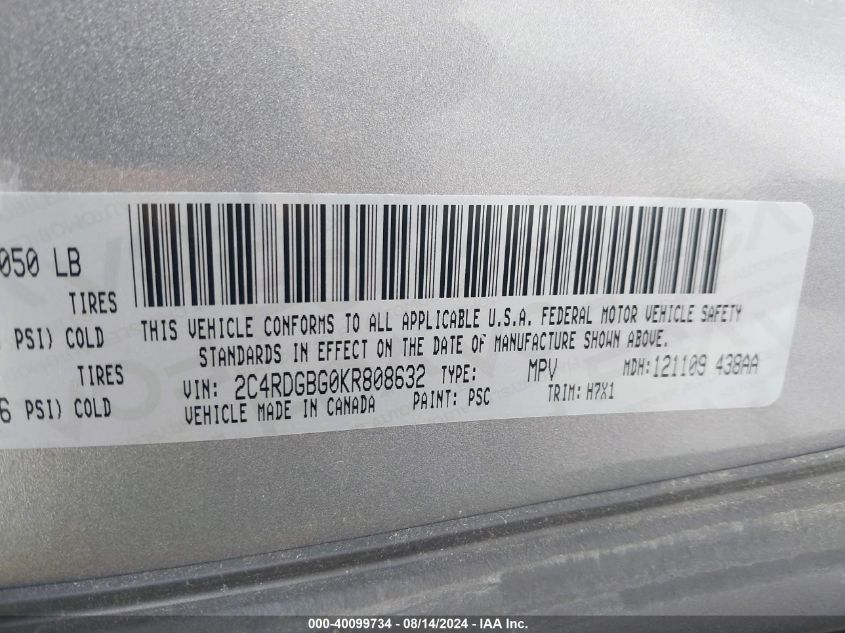 050 LB
TIRES
PSI) COLD
TIRES
6 PSI) COLD
THIS VEHICLE CONFORMS TO ALL APPLICABLE U.S.A. FEDERAL MOTOR VEHICLE SAFETY
STANDARDS IN EFFECT ON THE DATE OF MANUFACTURE SHOWN ABOVE.
VIN: 2C4RDGBG0KR808632 TYPE: MPV MDH: 121109 438AA
VEHICLE MADE IN CANADA PAINT: PSC TRIM: H7X1
000-40099734 - 08/14/2024 - IAA Inc.